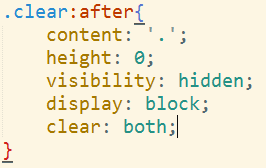 .clear:after{
    content: '.';
    height: 0;
    visibility: hidden;
    display: block;
    clear: both;
}